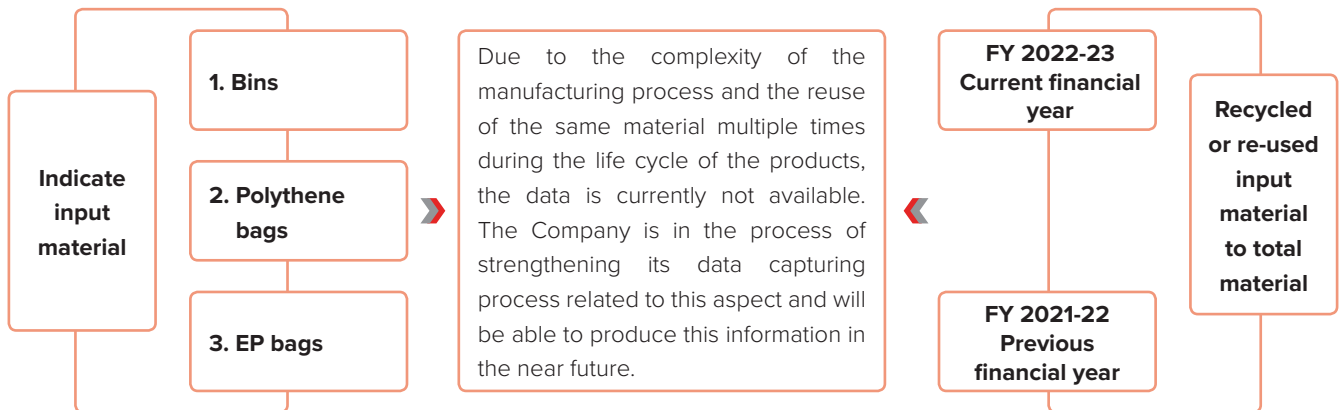 Indicate
input
material
1. Bins
2. Polythene
bags
3. EP bags
Due to the complexity of the
manufacturing process and the reuse
of the same material multiple times
during the life cycle of the products,
the data is currently not available.
The Company is in the process of
strengthening its data capturing
process related to this aspect and will
be able to produce this information in
the near future.
FY 2022-23
Current financial
year
FY 2021-22
Previous
financial year
Recycled
or re-used
input
material
to total
material